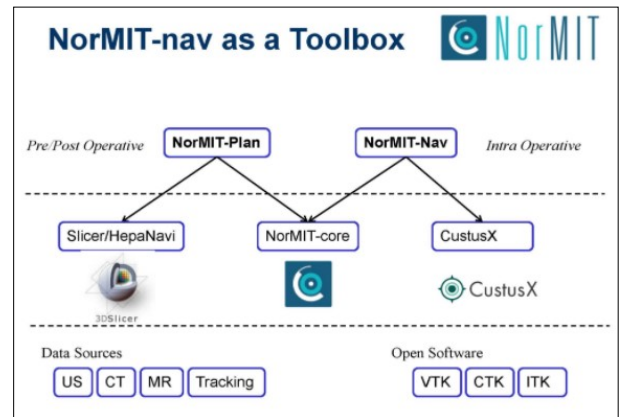 NorMIT-nav as a Toolbox
NorMIT
Pre/Post Operative
NorMIT-Plan
NorMIT-Nav
Intra Operative
Slicer/HepaNavi
NorMIT-core
CustusX
3DSlicer
CustusX
Data Sources
Open Software
US
CT
MR
Tracking
VTK
CTK
ITK